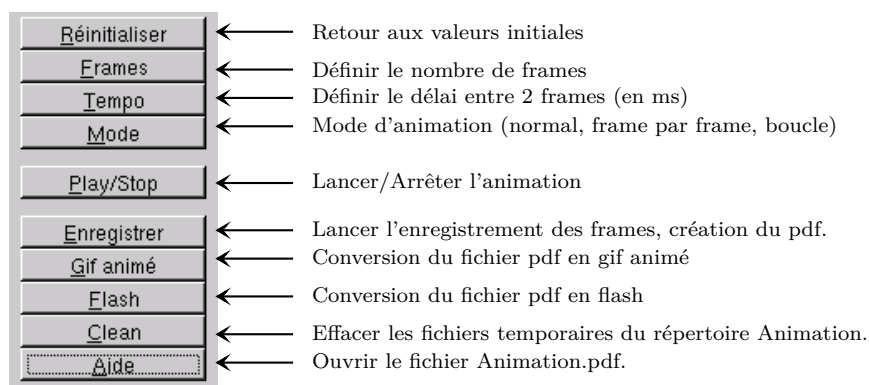 Réinitialiser Retour aux valeurs initiales
Frames Définir le nombre de frames
Tempo Définir le délai entre 2 frames (en ms)
Mode Mode d'animation (normal, frame par frame, boucle)
Play/Stop Lancer/Arrêter l'animation
Enregistrer Lancer l'enregistrement des frames, création du pdf.
Gif animé Conversion du fichier pdf en gif animé
Flash Conversion du fichier pdf en flash
Clean Effacer les fichiers temporaires du répertoire Animation.
Aide Ouvrir le fichier Animation.pdf.